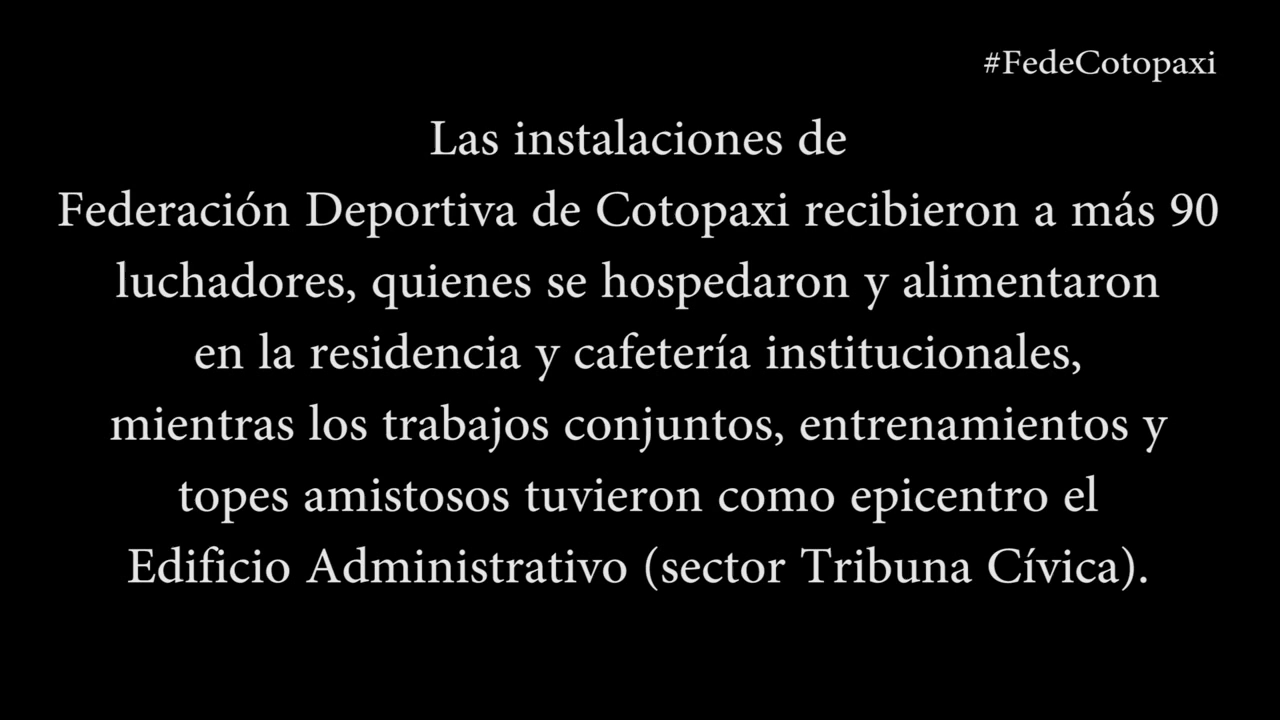 #FedeCotopaxi
Las instalaciones de
Federación Deportiva de Cotopaxi recibieron a más 90
luchadores, quienes se hospedaron y alimentaron
en la residencia y cafetería institucionales,
mientras los trabajos conjuntos, entrenamientos y
topes amistosos tuvieron como epicentro el
Edificio Administrativo (sector Tribuna Cívica).